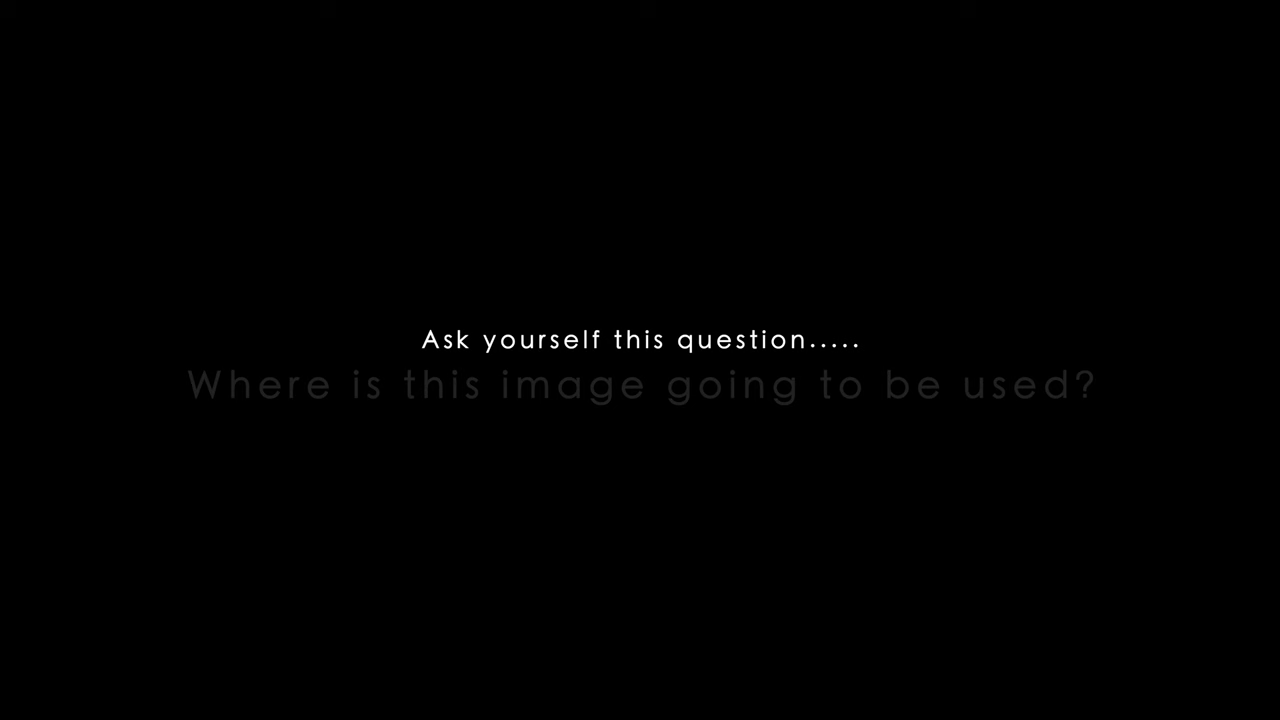 Ask yourself this question.....
Where is this image going to be used?